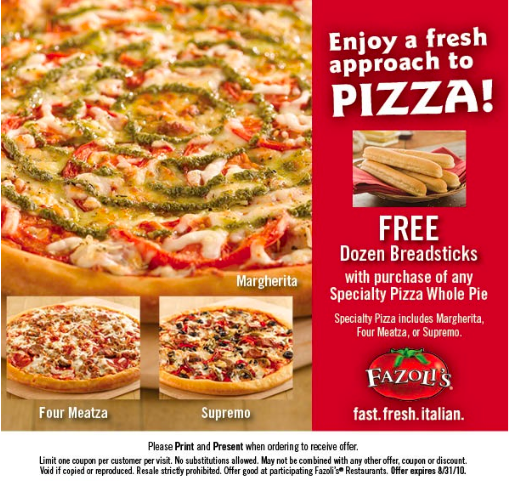 Enjoy a fresh
approach to
PIZZA!
FREE
Dozen Breadsticks
with purchase of any
Specialty Pizza Whole Pie
Specialty Pizza includes Margherita,
Four Meatza, or Supremo.
FAZOLI'S
fast.fresh.italian.
Margherita
Four Meatza
Supremo
Please Print and Present when ordering to receive offer.
Limit one coupon per customer per visit. No substitutions allowed. May not be combined with any other offer, coupon or discount.
Void if copied or reproduced. Resale strictly prohibited. Offer good at participating Fazoli's® Restaurants. Offer expires 8/31/10.